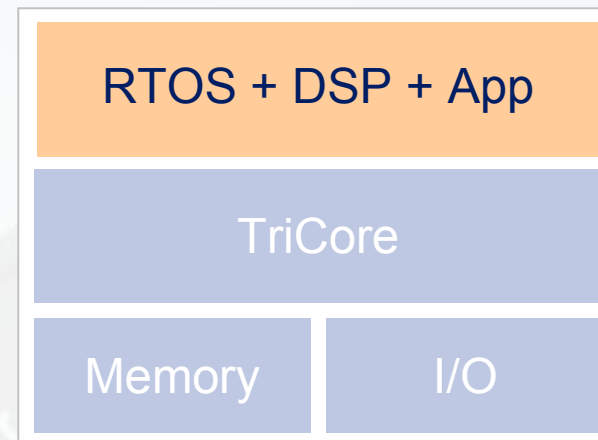 RTOS + DSP + App
TriCore
Memory I/O